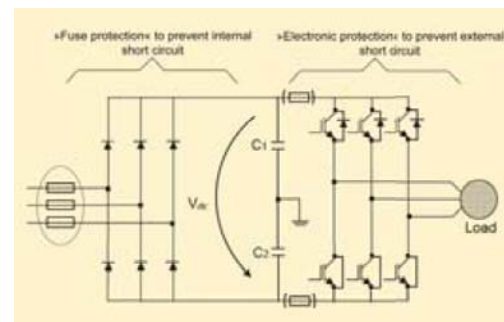 »Fuse protection« to prevent internal
short circuit
»Electronic protection« to prevent external
short circuit
C1
Vdc
C2
Load